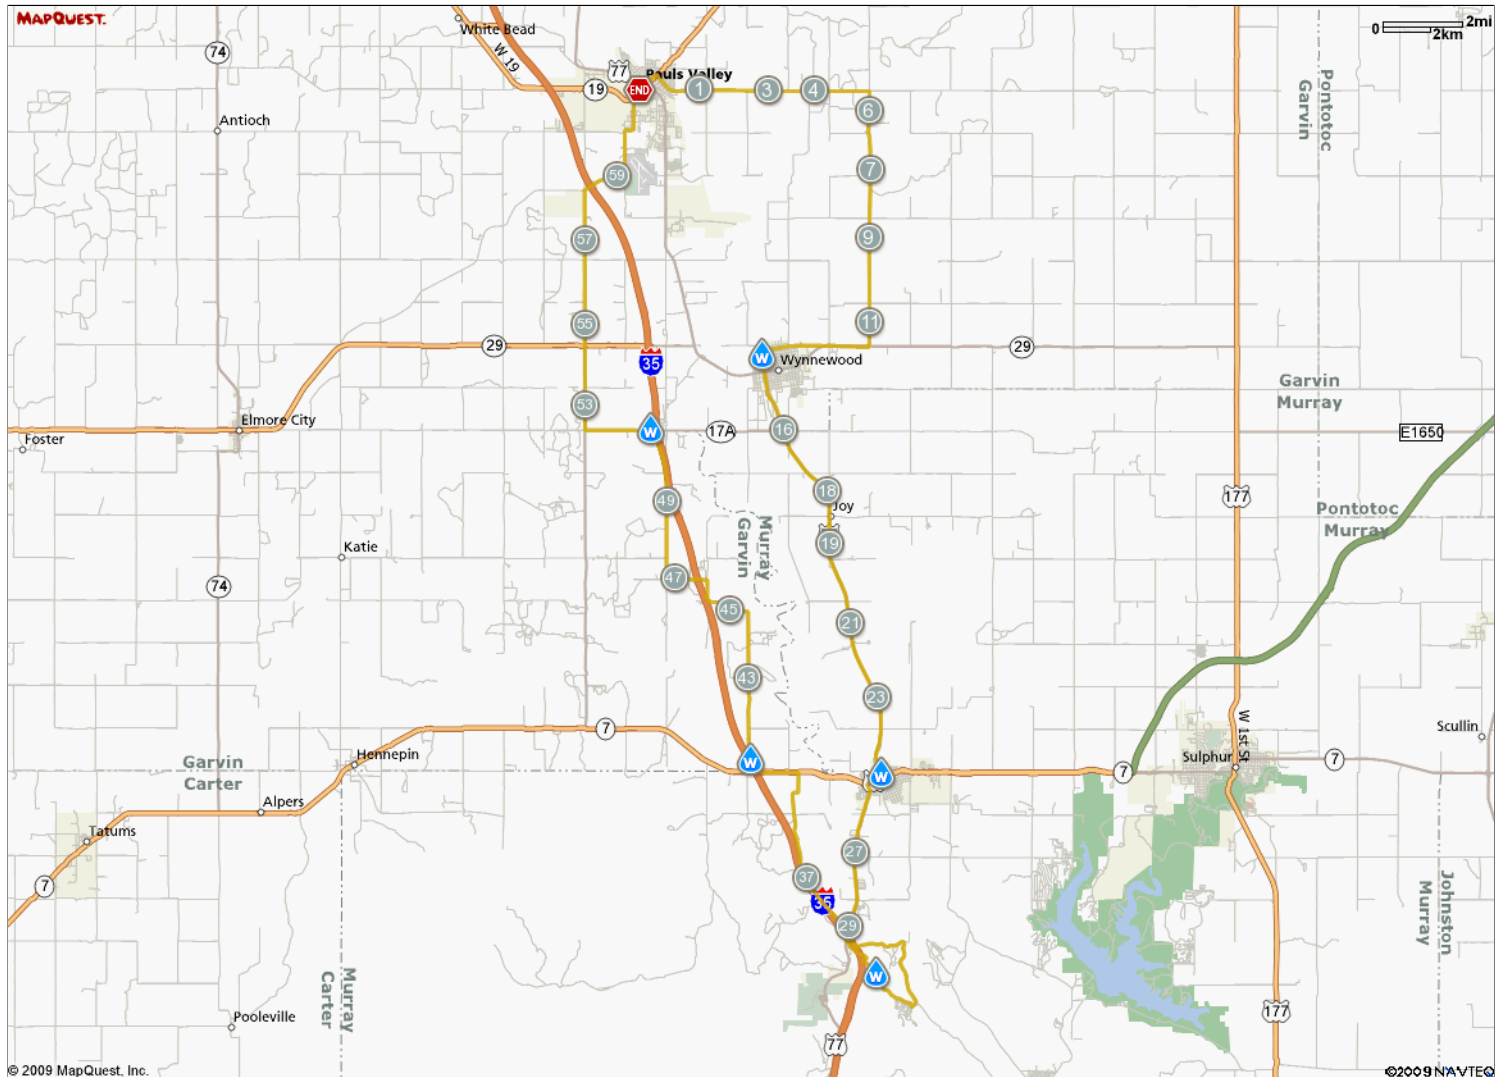 MAPQUEST.
White Bead
0
2mi
2km
W 19
74
77
Pauls Valley
19
END
1
3
4
6
Pontotoc
Garvin
Antioch
7
59
9
57
11
55
29
W
29
35
Wynnewood
Garvin
Murray
53
Elmore City
Foster
W
17A
16
E1650
49
18
Joy
177
Pontotoc
Murray
Murray
Garvin
19
Katie
74
47
45
21
43
23
W 1st St
Scullin
7
Hennepin
Garvin
Carter
W
W
7
Sulphur
7
Alpers
Tatums
27
7
37
35
29
Johnston
Murray
W
Murray
Carter
Pooleville
177
77
© 2009 MapQuest, Inc.
©2009 NAVTEQ